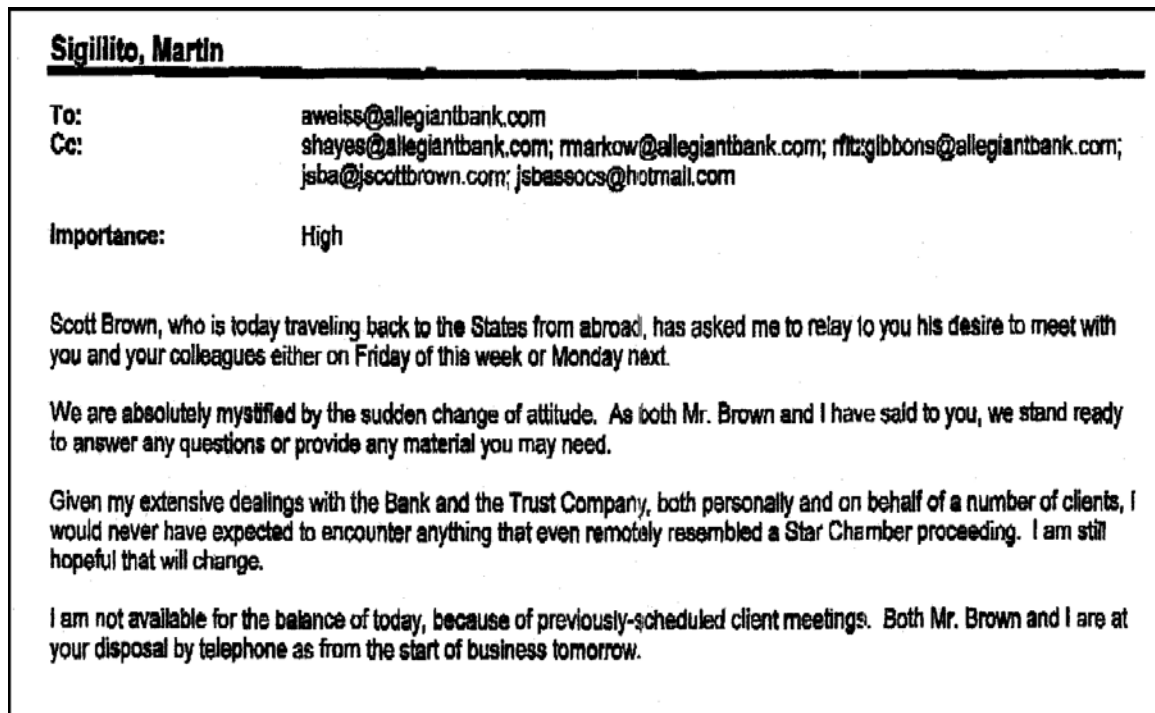 Sigillito, Martin
To: aweiss@allegiantbank.com
Cc: shayes@allegiantbank.com; rmarkow@allegiantbank.com; rfitzgibbons@allegiantbank.com;
jsba@jscottbrown.com; jsbassocs@hotmail.com
Importance: High
Scott Brown, who is today traveling back to the States from abroad, has asked me to relay to you his desire to meet with
you and your colleagues either on Friday of this week or Monday next.
We are absolutely mystified by the sudden change of attitude. As both Mr. Brown and I have said to you, we stand ready
to answer any questions or provide any material you may need.
Given my extensive dealings with the Bank and the Trust Company, both personally and on behalf of a number of clients, I
would never have expected to encounter anything that even remotely resembled a Star Chamber proceeding. I am still
hopeful that will change.
I am not available for the balance of today, because of previously-scheduled client meetings. Both Mr. Brown and I are at
your disposal by telephone as from the start of business tomorrow.